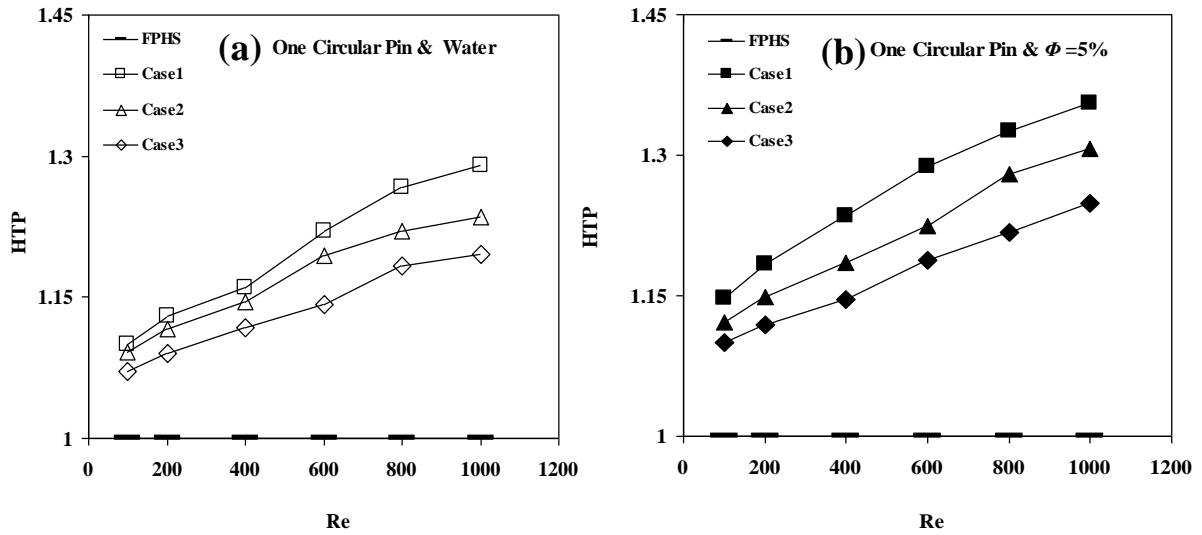 1.45
(a) One Circular Pin & Water
FPHS
Case1
Case2
Case3
1.3
HTP
1.15
1
0 200 400 600 800 1000 1200
Re
1.45
(b) One Circular Pin & Φ =5%
FPHS
Case1
Case2
Case3
1.3
HTP
1.15
1
0 200 400 600 800 1000 1200
Re